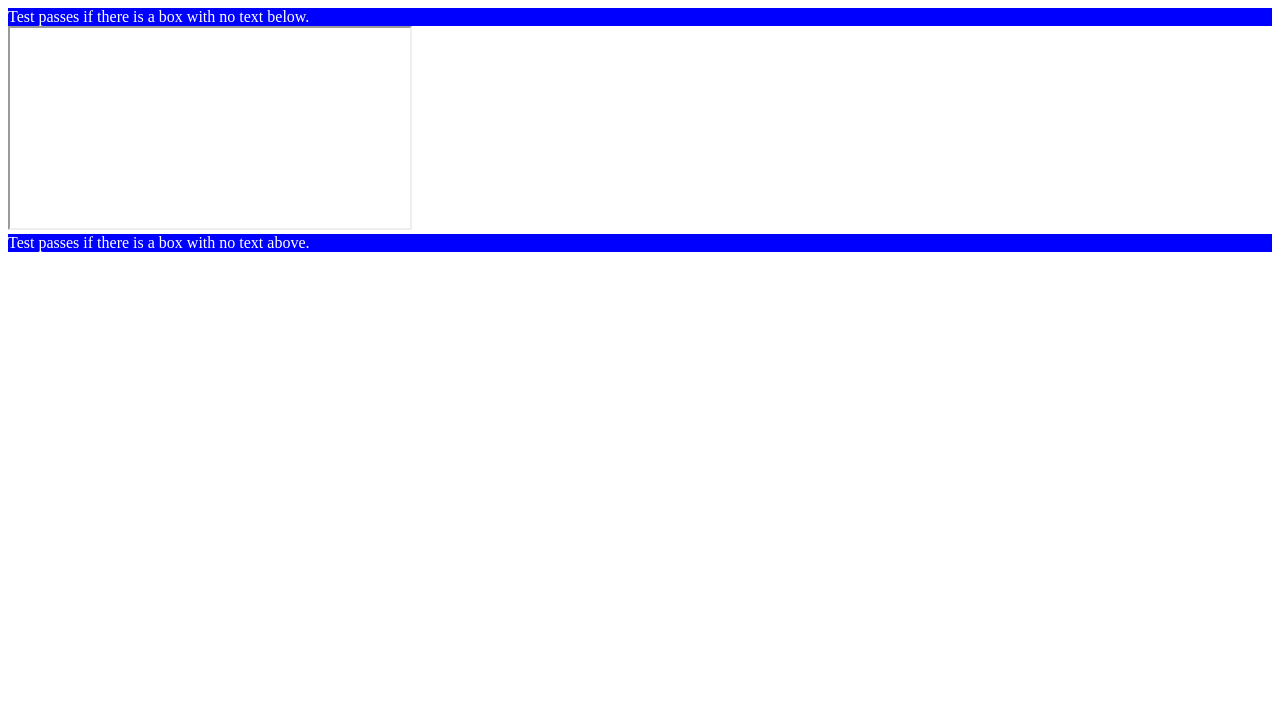 Test passes if there is a box with no text below.
Test passes if there is a box with no text above.